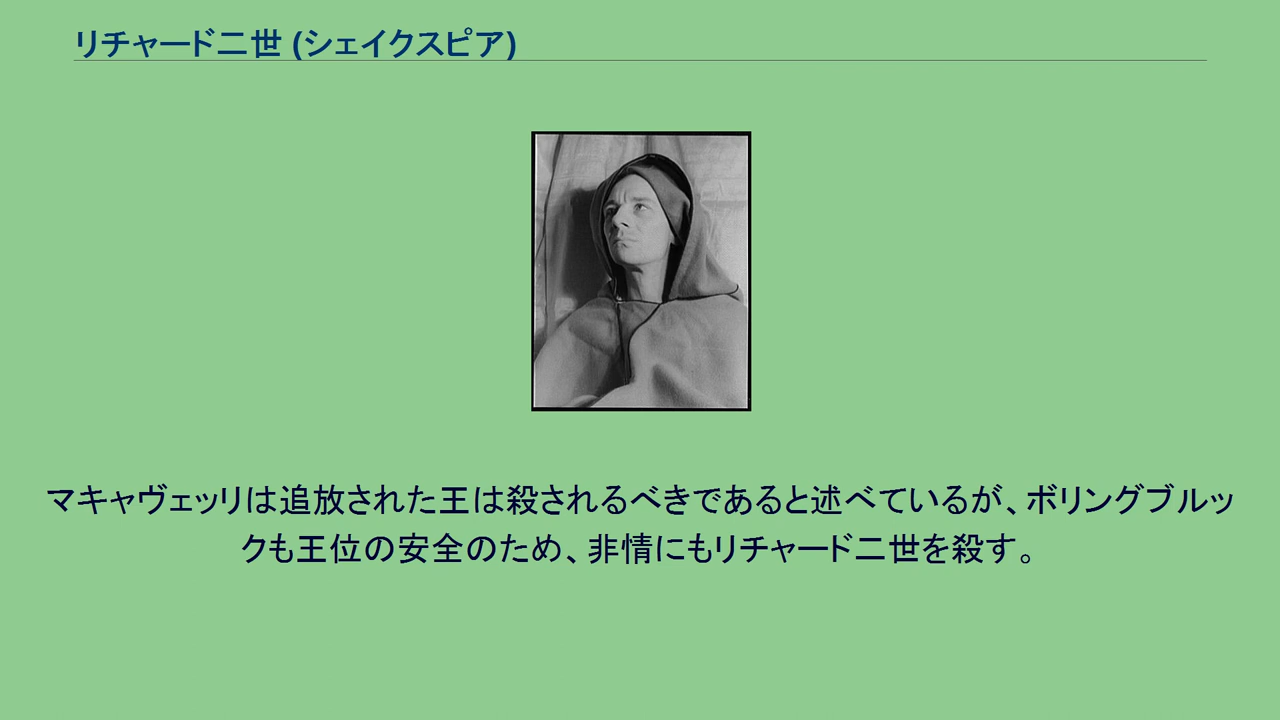 リチャード二世 (シェイクスピア)
マキャヴェッリは追放された王は殺されるべきであると述べているが、ボリングブルッ
クも王位の安全のため、非情にもリチャード二世を殺す。